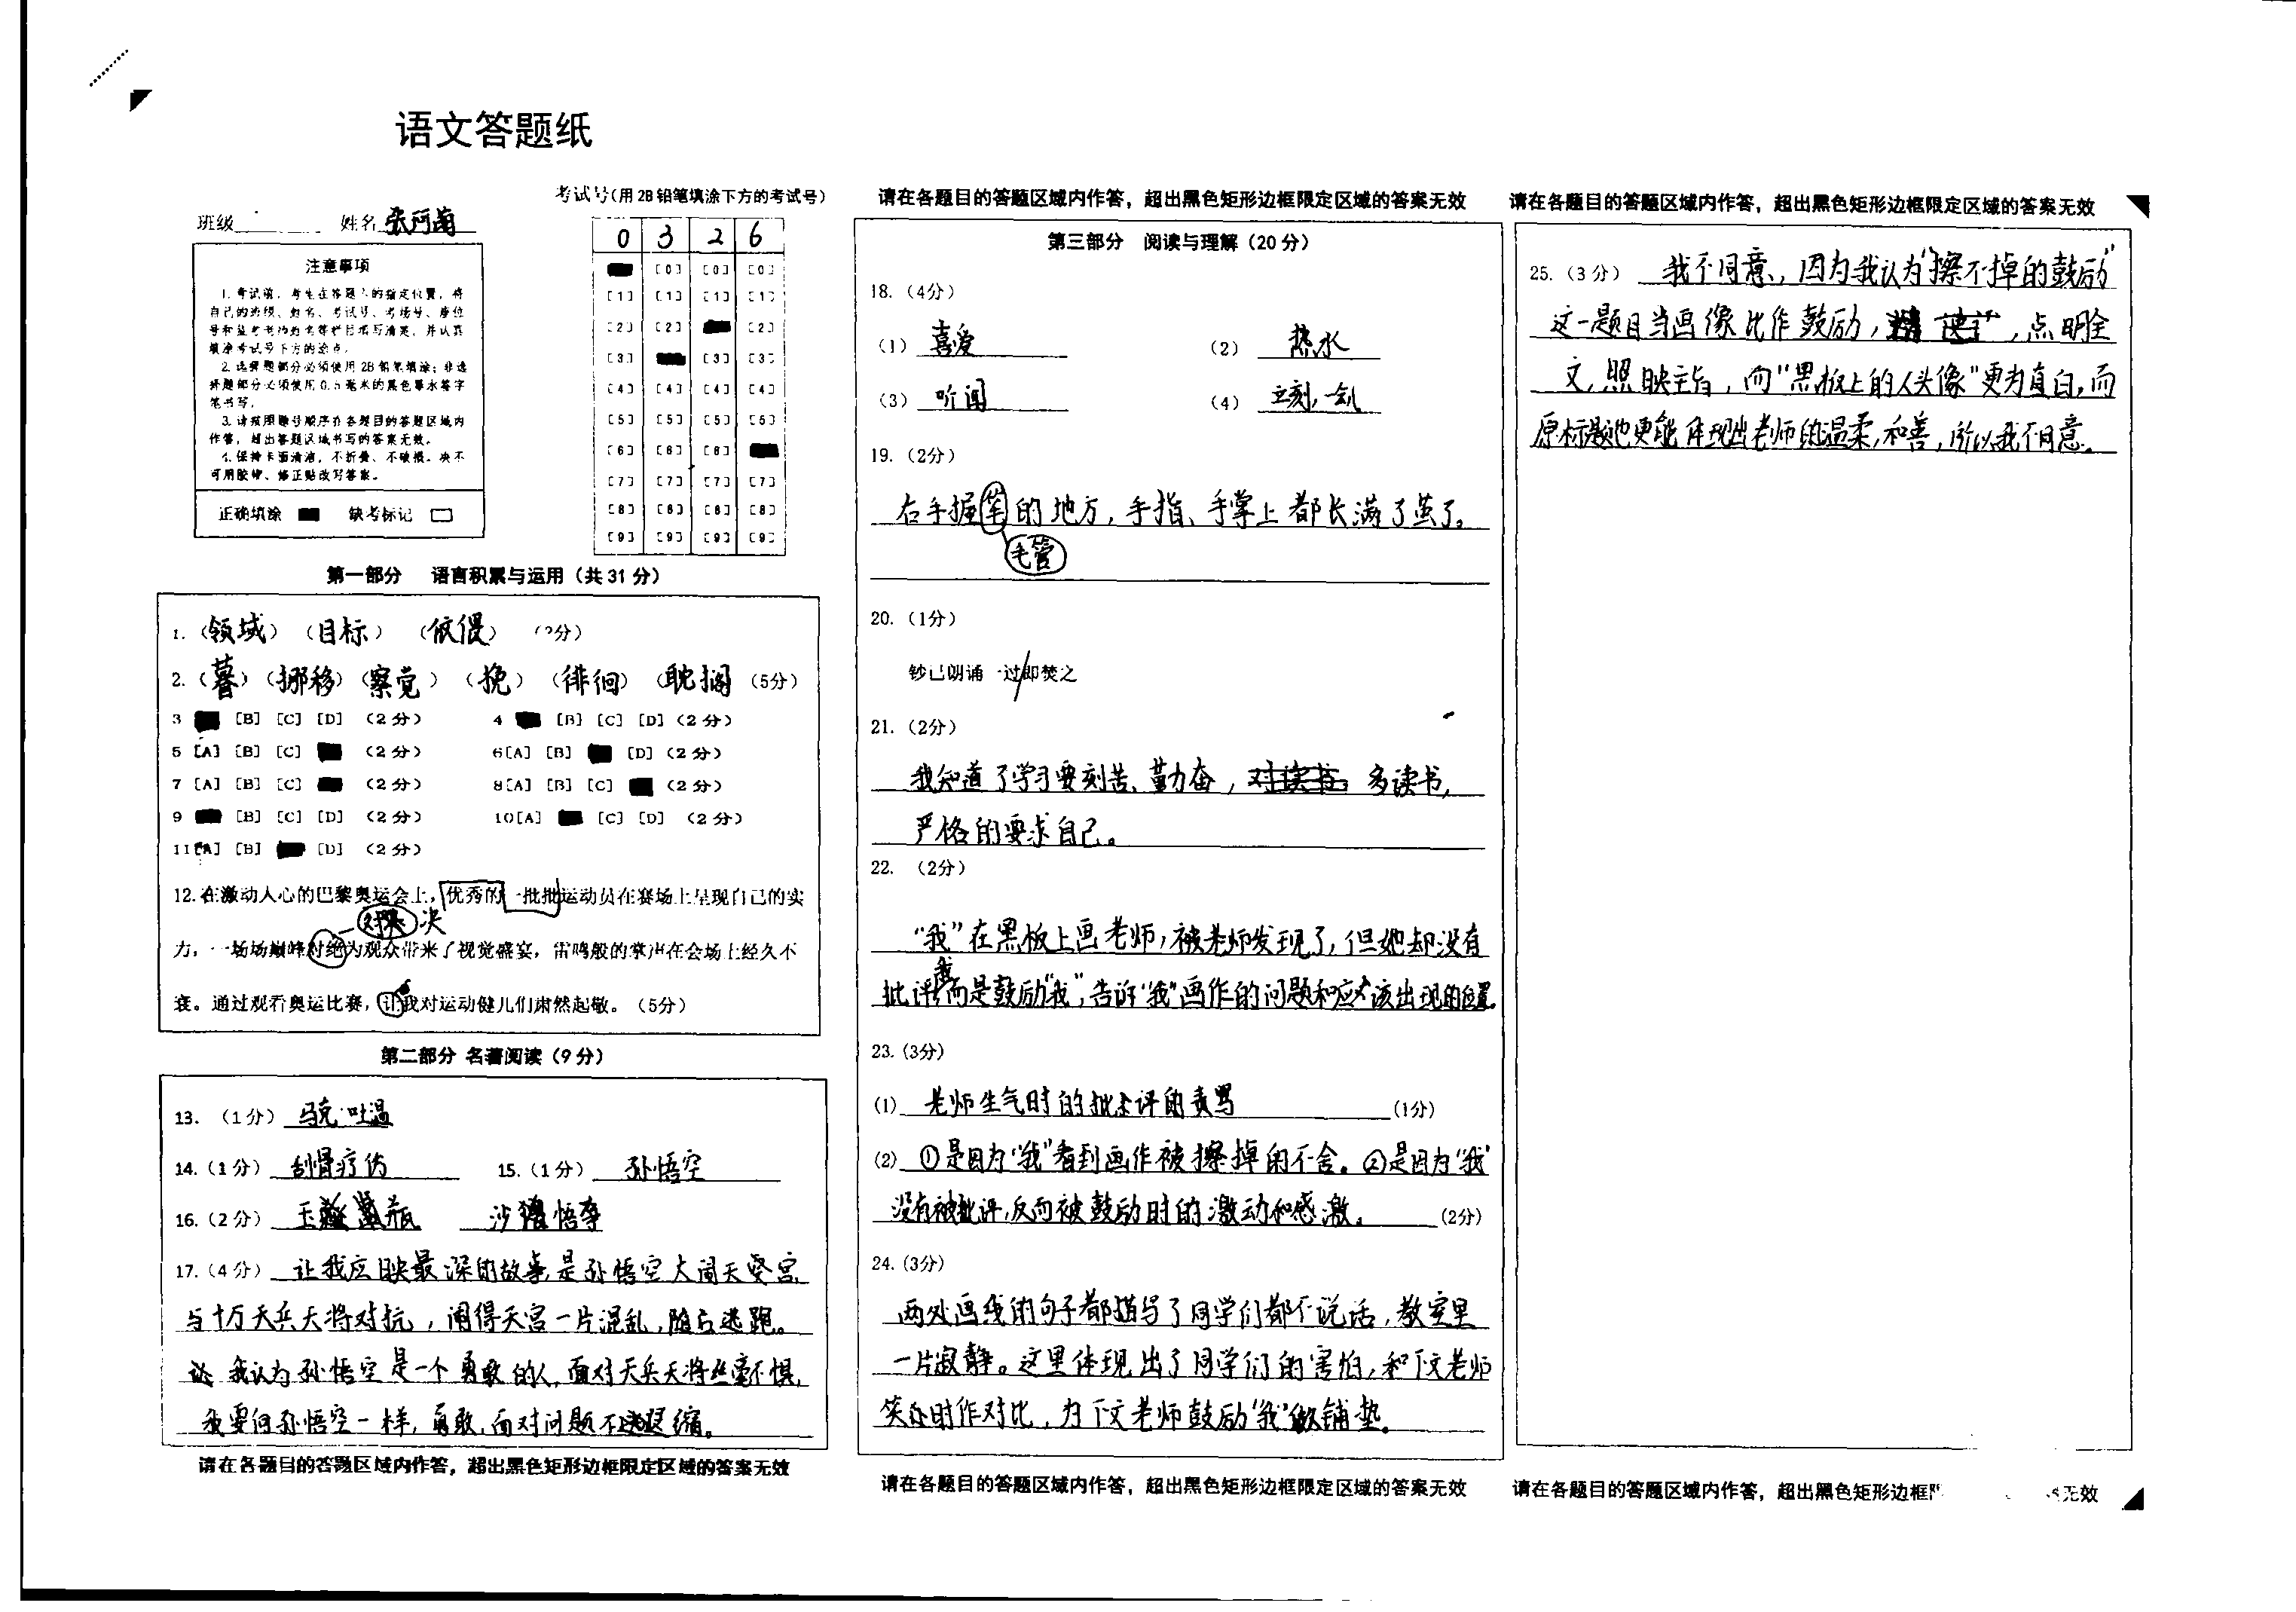 语文答题纸
考试号（用2B铅笔填涂下方的考试号）
班级 姓名 张
0 3 2 6
注意事项
1.考试前，考生在答题卡的指定位置，将
自己的班级、姓名、考试号、考场号、座位
号和监考老师姓名等栏目填写清楚，并认真
填涂考试号下方的涂点。
2.选择题部分必须使用2B铅笔填涂；非选
择题部分必须使用0.5毫米的黑色墨水签字
笔书写。
3.请按照题号顺序在各题目的答题区域内
作答，超出答题区域书写的答案无效。
4.保持卡面清洁，不折叠、不破损。决不
可用胶带、修正贴改写答案。
正确填涂 缺考标记
[0] [0] [0]
[1] [1] [1] [1]
[2] [2] [2]
[3] [3] [3]
[4] [4] [4] [4]
[5] [5] [5] [5]
[6] [6] [6]
[7] [7] [7] [7]
[8] [8] [8] [8]
[9] [9] [9] [9]
第一部分 语言积累与运用（共31分）
1.（领域）（目标）（偎）（2分）
2.（暮）（挪移）（察觉）（挽）（徘徊）（耽搁（5分）
3 [B] [C] [D] （2分） 4 [B] [C] [D]（2分）
5 [A] [B] [C] （2分） 6[A] [B] [D]（2分）
7 [A] [B] [C] （2分） 8[A] [B] [C] （2分）
9 [B] [C] [D] （2分） 10[A] [C] [D] （2分）
11[A] [B] [D] （2分）
12.在激动人心的巴黎奥运会上，优秀的一批批运动员在赛场上呈现自己的实
决
力，一场场巅峰对绝为观众带来了视觉盛宴，雷鸣般的掌声在会场上经久不
衰。通过观看奥运比赛，让我对运动健儿们肃然起敬。（5分）
第二部分 名著阅读（9分）
13.（1分） 马克·吐温
14.（1分） 刮骨疗伤 15.（1分） 孙悟空
16.（2分） 玉 瓶 沙 悟净
17.（4分） 让我应映最深的故事是孙悟空大闹天宫，
与十万天兵天将对抗，闹得天宫一片混乱，随后逃跑。
我认为孙悟空是一个勇敢的人，面对天兵天将丝毫不惧，
我要向孙悟空一样，勇敢，面对问题不退缩。
请在各题目的答题区域内作答，超出黑色矩形边框限定区域的答案无效
请在各题目的答题区域内作答，超出黑色矩形边框限定区域的答案无效
第三部分 阅读与理解（20分）
18.（4分）
（1） 喜爱 （2） 热水
（3） 听闻 （4） 立刻，
19.（2分）
右手握笔的地方，手指、手掌上都长满了茧了。
毛管
20.（1分）
钞已朗诵一过/即焚之
21.（2分）
我知道了学习要刻苦、勤奋，对读书，多读书，
严格的要求自己。
22.（2分）
“我”在黑板上画老师，被老师发现了，但她却没有
批评我而是鼓励“我”，告诉“我”画作的问题和应该出现的位置。
23.（3分）
（1） 老师生气时的批评的责骂 （1分）
（2） ①是因为“我”看到画作被擦掉的不舍。②是因为“我”
没有被批评，反而被鼓励时的激动和感激。（2分）
24.（3分）
两处画线的句子都描写了同学们都不说话，教室里
一片寂静。这里体现出了同学们的害怕，和下文老师
笑 时作对比，为下文老师鼓励“我”做铺垫。
请在各题目的答题区域内作答，超出黑色矩形边框限定区域的答案无效
请在各题目的答题区域内作答，超出黑色矩形边框限定区域的答案无效
25.（3分） 我不同意，因为我认为“擦不掉的鼓励”
这一题目当画像比作鼓励， ，点明全
文，照映主旨，而“黑板上的人头像”更为直白，而
原标题也更能体现出老师的温柔，和善，所以我不同意。
请在各题目的答题区域内作答，超出黑色矩形边框 无效